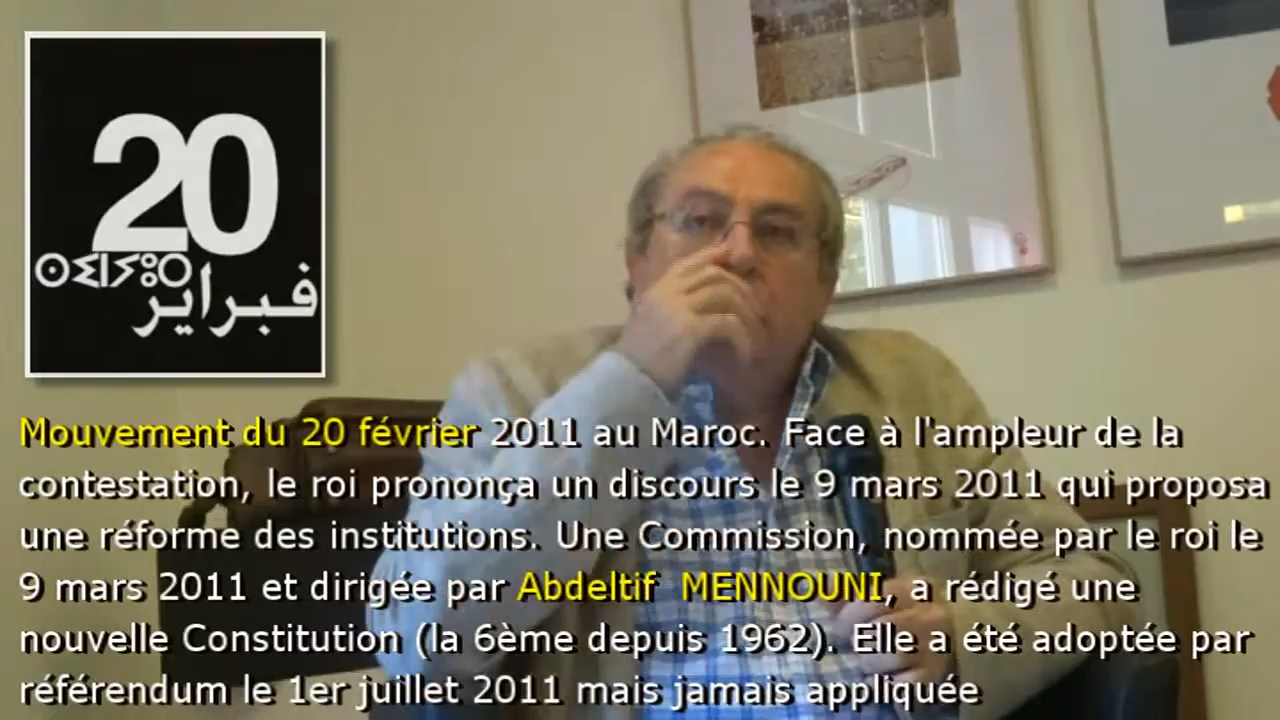 20
ⵙⵉⵏⵢⵓⵔ
فبراير
Mouvement du 20 février 2011 au Maroc. Face à l'ampleur de la
contestation, le roi prononça un discours le 9 mars 2011 qui proposa
une réforme des institutions. Une Commission, nommée par le roi le
9 mars 2011 et dirigée par Abdeltif MENNOUNI, a rédigé une
nouvelle Constitution (la 6ème depuis 1962). Elle a été adoptée par
référendum le 1er juillet 2011 mais jamais appliquée